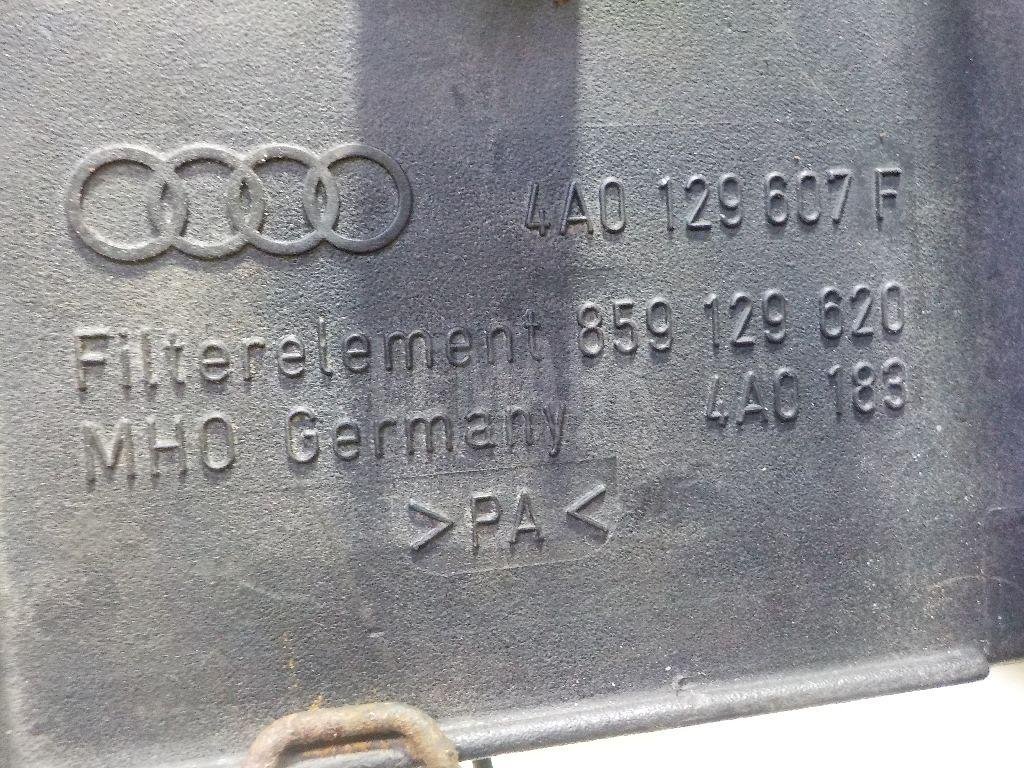 4A0 129 607 F
Filterelement 859 129 620
4A0 183
MHO Germany
>PA<